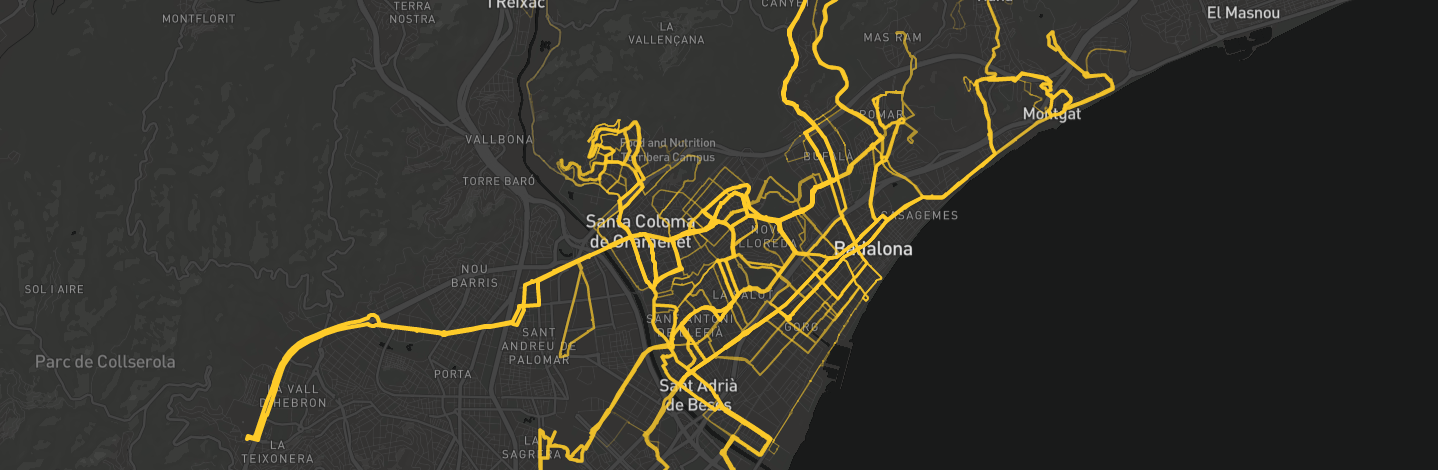 MONTFLORIT
TERRA
NOSTRA
i Reixac
LA
VALLENÇANA
CANYET
MAS RAM
El Masnou
VALLBONA
Food and Nutrition
Torribera Campus
POMAR
BUFALÀ
Montgat
TORRE BARÓ
Santa Coloma
de Gramenet
NOVA
LLOREDA
CASAGEMES
Badalona
SOL I AIRE
NOU
BARRIS
LA SALUT
SANT ANTONI
DE LLEFIÀ
GORG
SANT
ANDREU DE
PALOMAR
Parc de Collserola
PORTA
Sant Adrià
de Besòs
LA VALL
D'HEBRON
LA
TEIXONERA
LA
SAGRERA